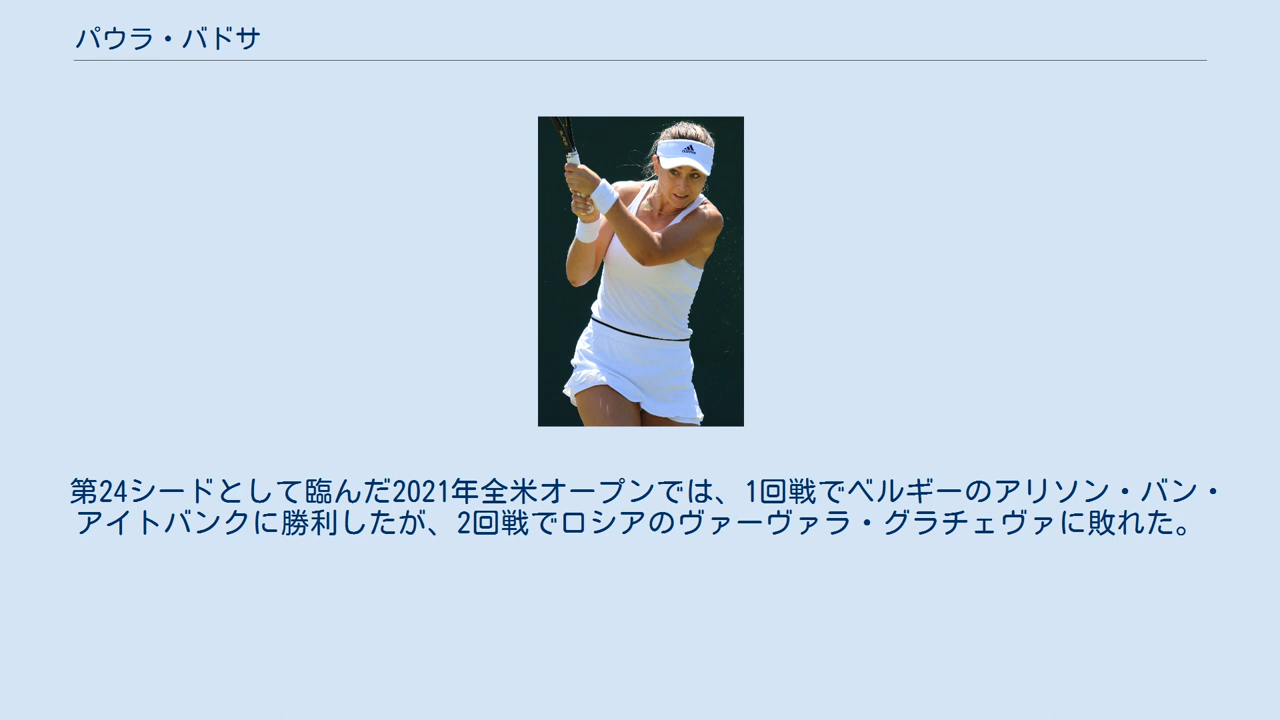 パウラ・バドサ
第24シードとして臨んだ2021年全米オープンでは、1回戦でベルギーのアリソン・バン・
アイトバンクに勝利したが、2回戦でロシアのヴァーヴァラ・グラチェヴァに敗れた。